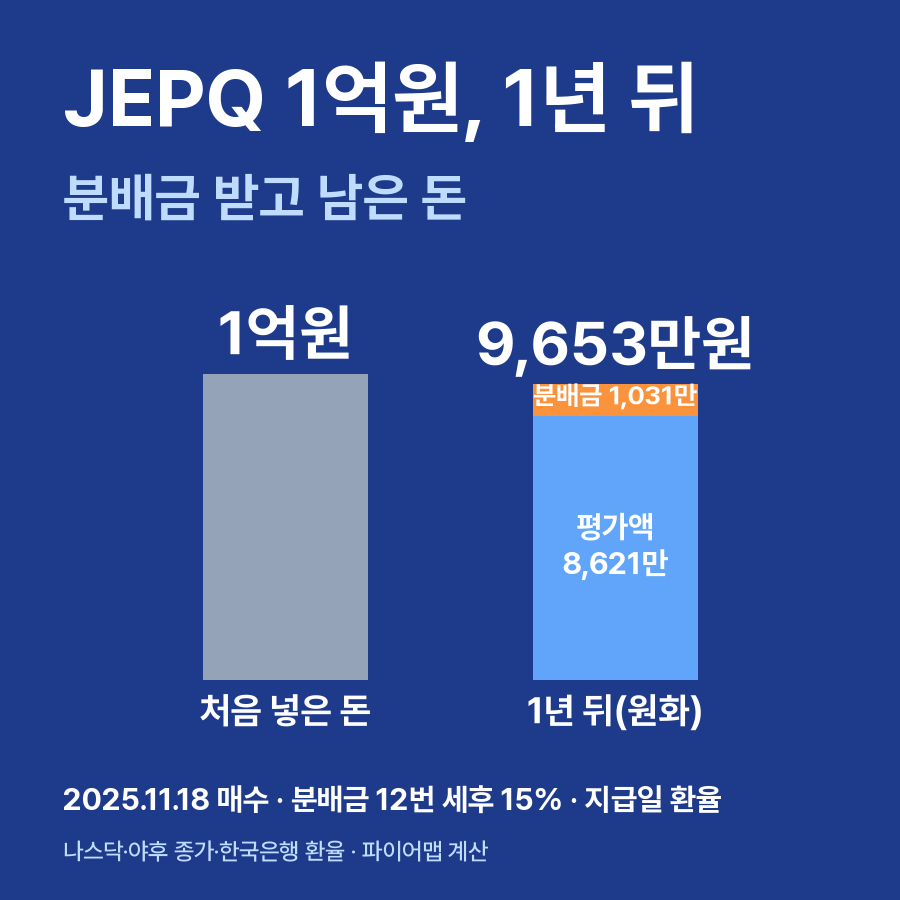 JEPQ 1억원, 1년 뒤
분배금 받고 남은 돈
1억원
9,653만원
분배금 1,031만
평가액
8,621만
처음 넣은 돈
1년 뒤(원화)
2025.11.18 매수 · 분배금 12번 세후 15% · 지급일 환율
나스닥·야후 종가·한국은행 환율 · 파이어맵 계산